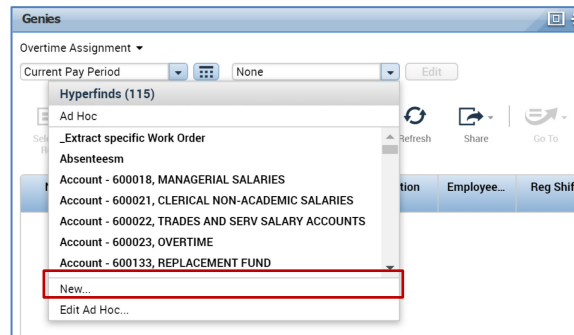 Genies
Overtime Assignment
Current Pay Period None Edit
Hyperfinds (115)
Ad Hoc
_Extract specific Work Order
Absenteesm
Account - 600018, MANAGERIAL SALARIES
Account - 600021, CLERICAL NON-ACADEMIC SALARIES
Account - 600022, TRADES AND SERV SALARY ACCOUNTS
Account - 600023, OVERTIME
Account - 600133, REPLACEMENT FUND
New...
Edit Ad Hoc...
Refresh Share Go To
Employee... Reg Shif